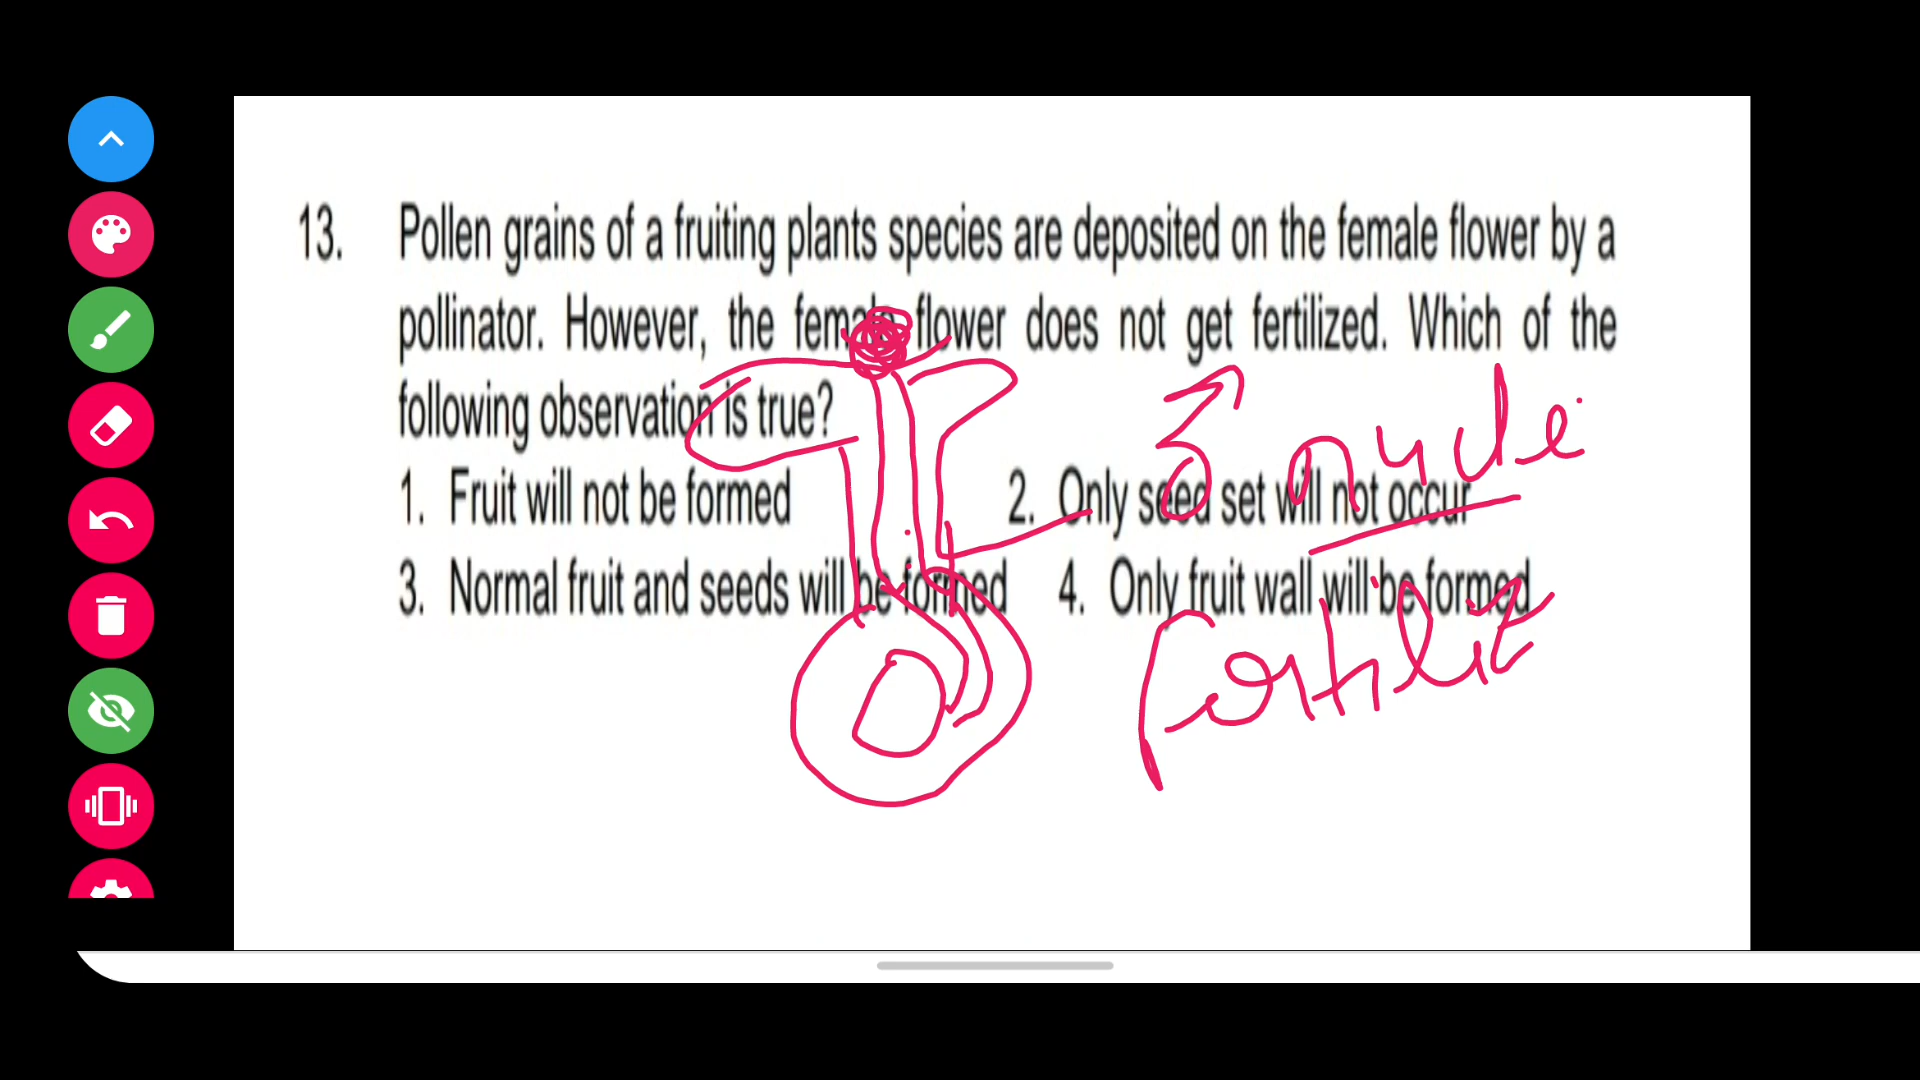 13. Pollen grains of a fruiting plants species are deposited on the female flower by a
pollinator. However, the female flower does not get fertilized. Which of the
following observation is true?
1. Fruit will not be formed 2. Only seed set will not occur
3. Normal fruit and seeds will be formed 4. Only fruit wall will be formed